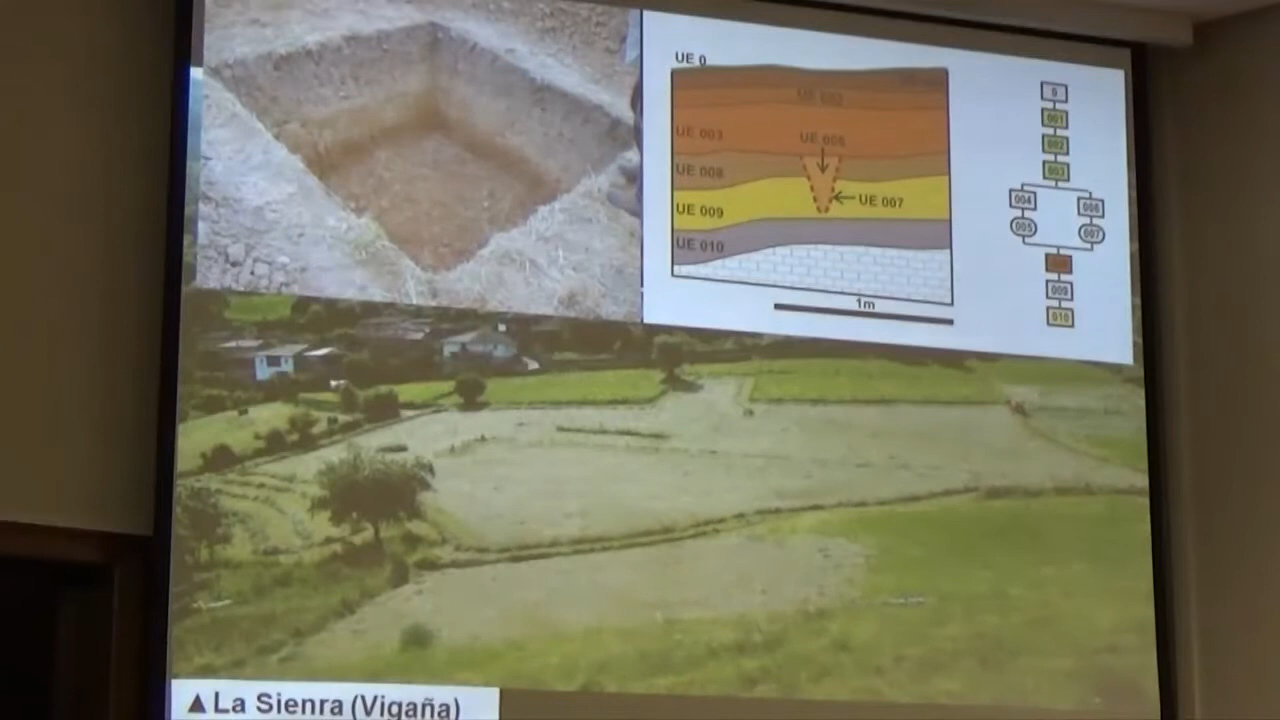 UE 0
UE 002
UE 003
UE 006
UE 008
UE 007
UE 009
UE 010
1m
0
001
002
003
004
006
005
007
009
010
▲La Sienra (Vigaña)